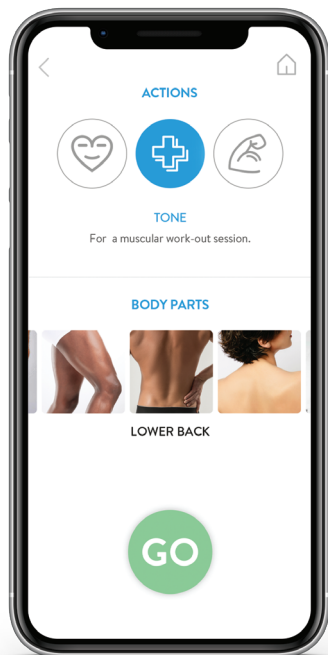 ACTIONS
TONE
For a muscular work-out session.
BODY PARTS
LOWER BACK
GO